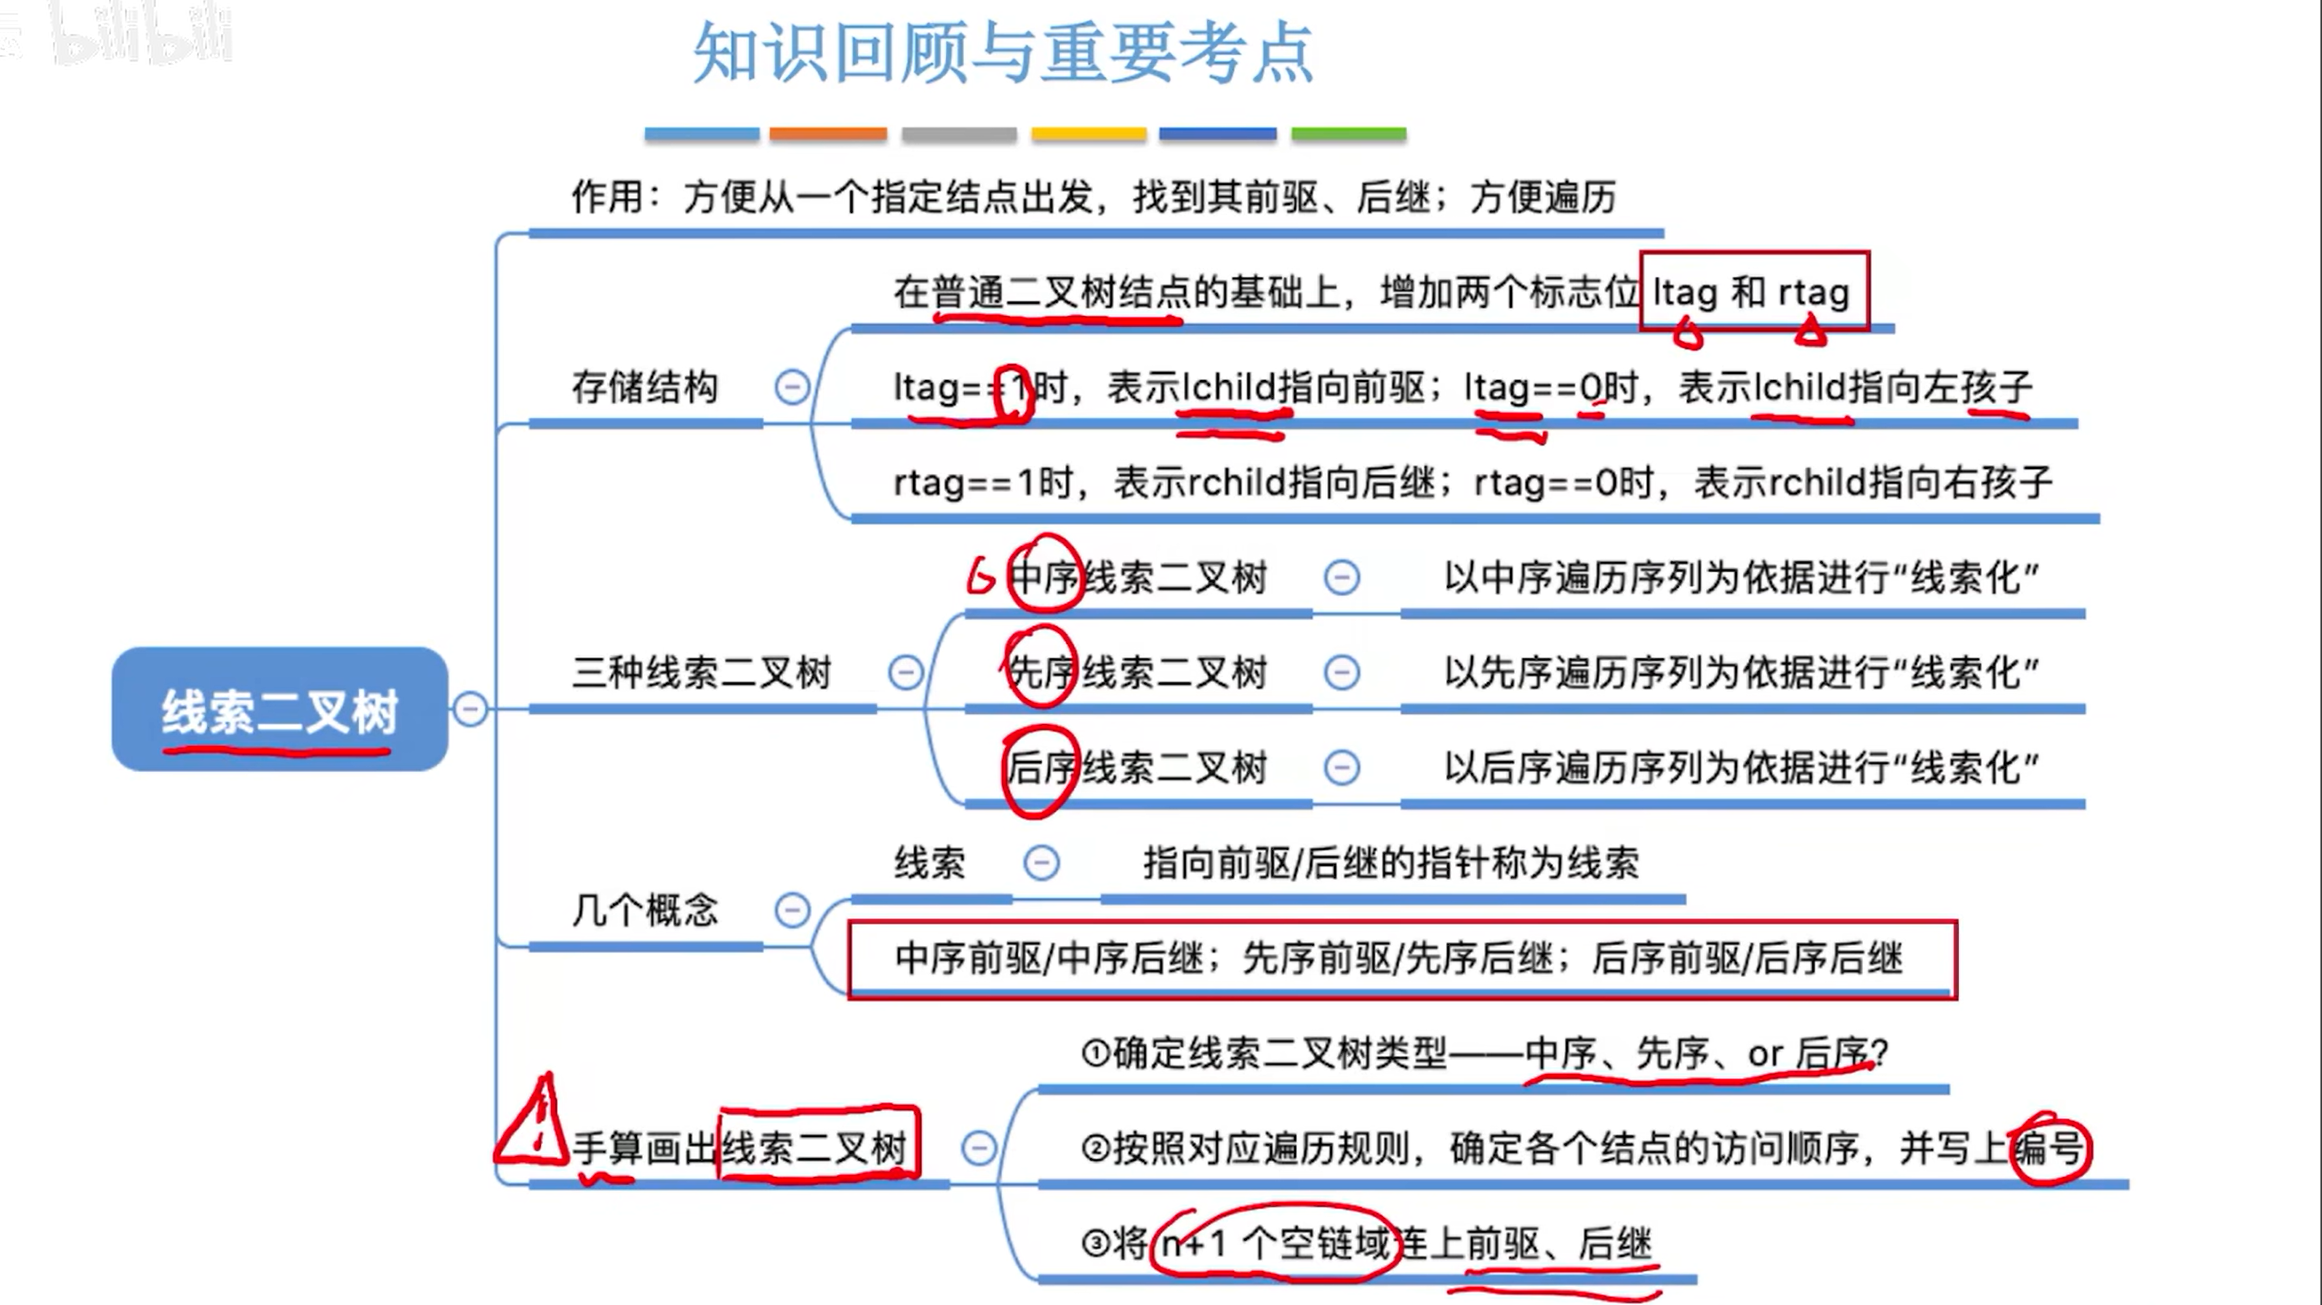 bilibili
知识回顾与重要考点
作用：方便从一个指定结点出发，找到其前驱、后继；方便遍历
在普通二叉树结点的基础上，增加两个标志位 ltag 和 rtag
存储结构
ltag==1时，表示lchild指向前驱；ltag==0时，表示lchild指向左孩子
rtag==1时，表示rchild指向后继；rtag==0时，表示rchild指向右孩子
中序线索二叉树 以中序遍历序列为依据进行“线索化”
三种线索二叉树 先序线索二叉树 以先序遍历序列为依据进行“线索化”
线索二叉树
后序线索二叉树 以后序遍历序列为依据进行“线索化”
线索 指向前驱/后继的指针称为线索
几个概念
中序前驱/中序后继；先序前驱/先序后继；后序前驱/后序后继
①确定线索二叉树类型——中序、先序、or 后序?
手算画出线索二叉树 ②按照对应遍历规则，确定各个结点的访问顺序，并写上编号
③将 n+1 个空链域连上前驱、后继